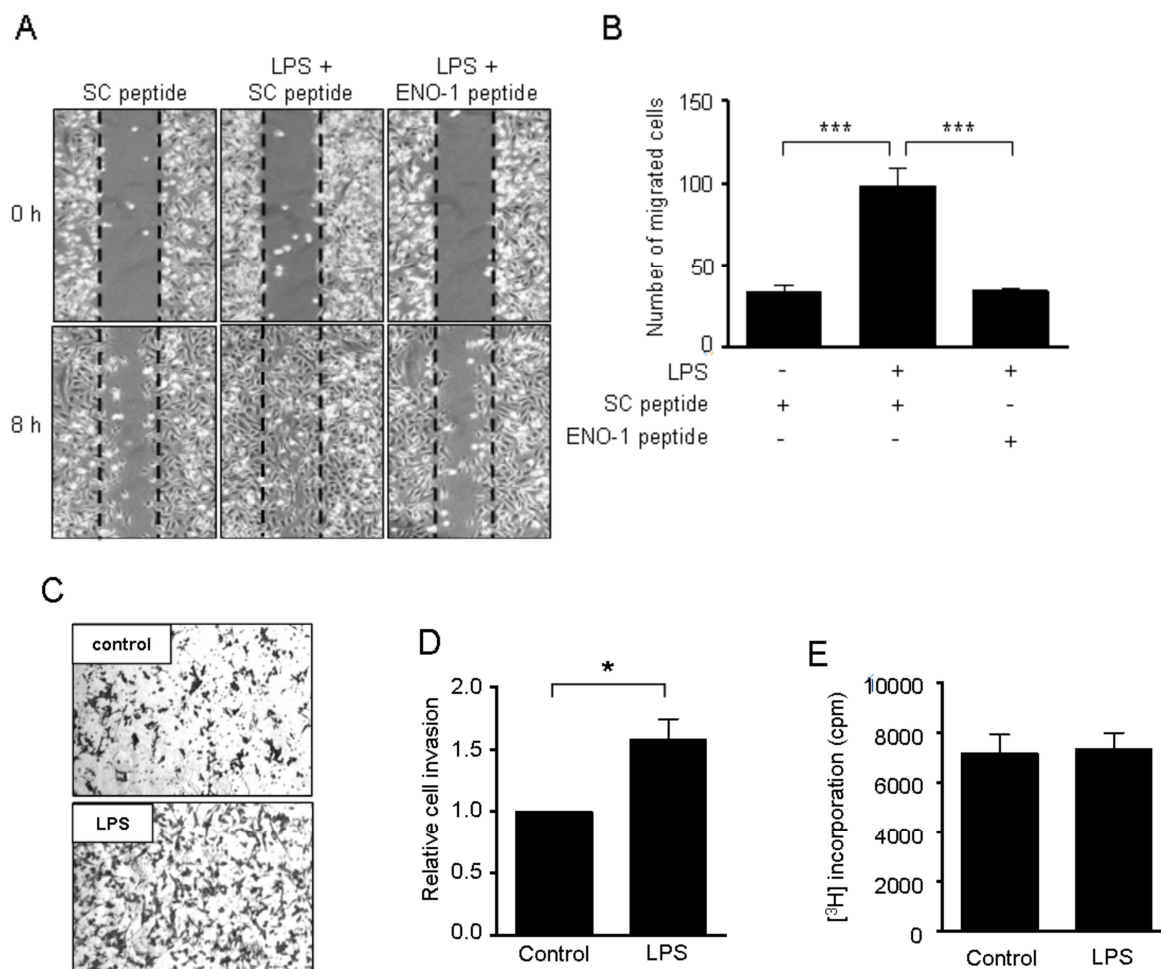 A
LPS + LPS +
SC peptide SC peptide ENO-1 peptide
0 h
8 h
B
Number of migrated cells
150
100
50
0
*** ***
LPS - + +
SC peptide + + -
ENO-1 peptide - - +
C
control
LPS
D
Relative cell invasion
2.0
1.5
1.0
0.5
0.0
*
Control LPS
E
[³H] incorporation (cpm)
10000
8000
6000
4000
2000
0
Control LPS